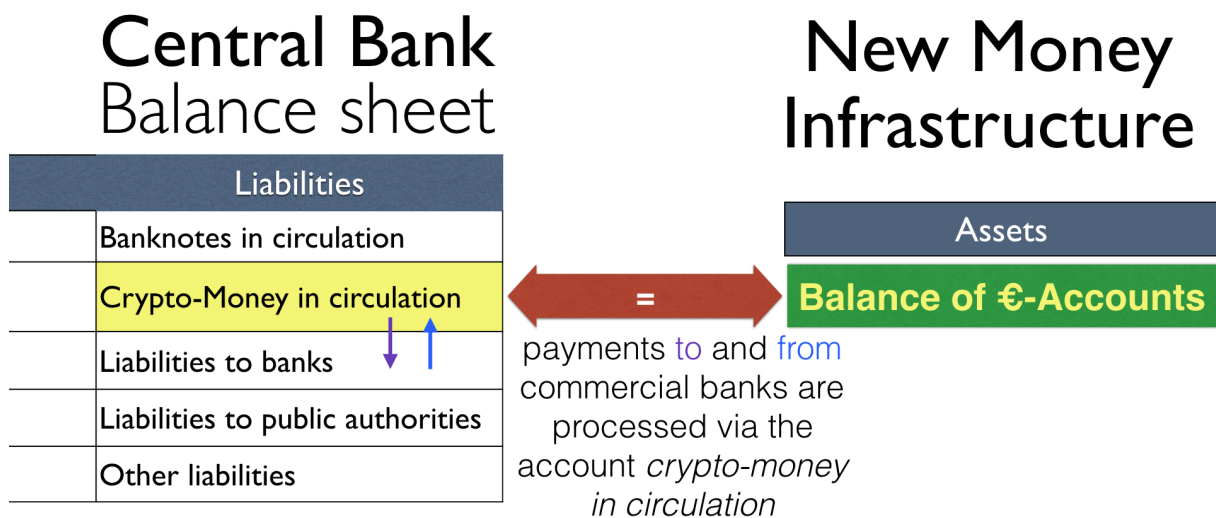 Central Bank
Balance sheet
Liabilities
Banknotes in circulation
Crypto-Money in circulation
Liabilities to banks
Liabilities to public authorities
Other liabilities
=
payments to and from
commercial banks are
processed via the
account crypto-money
in circulation
New Money
Infrastructure
Assets
Balance of €-Accounts